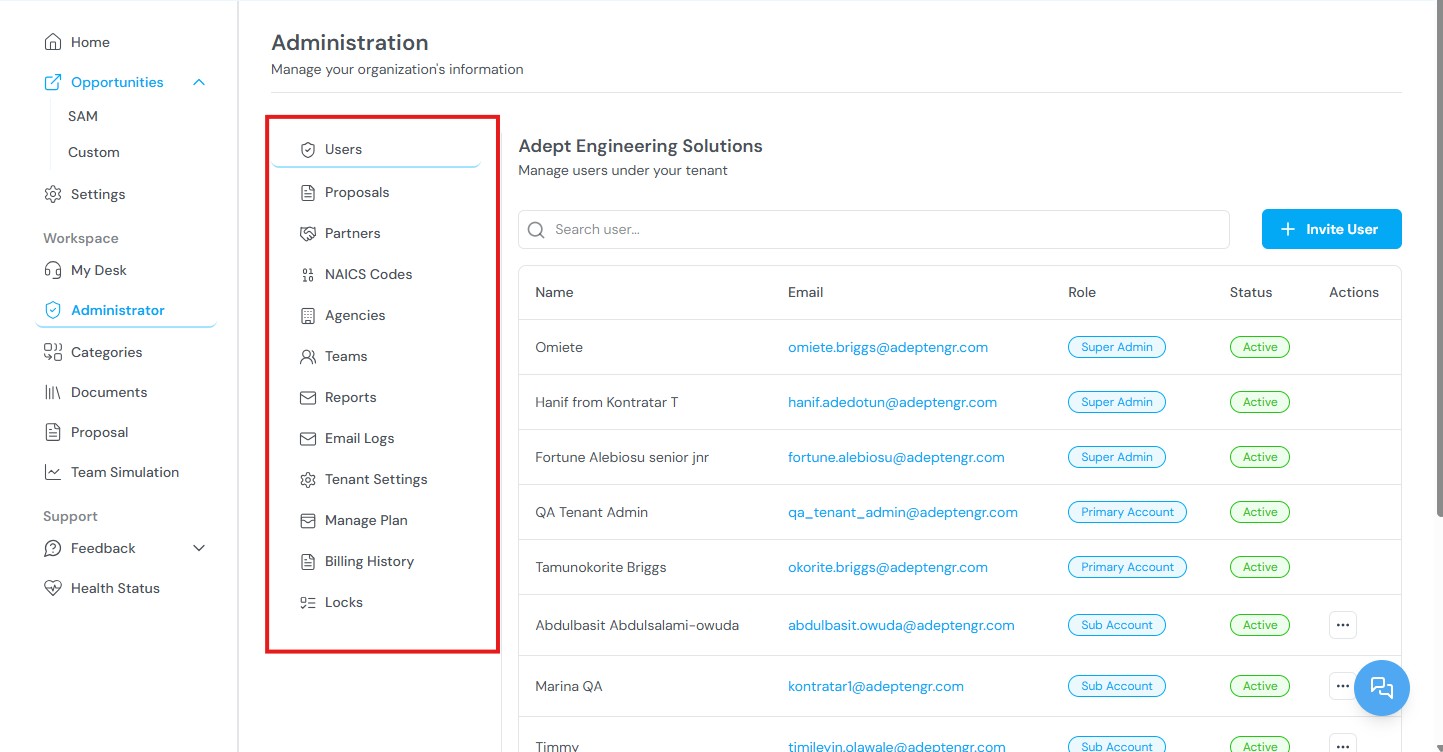 Home
Opportunities
SAM
Custom
Settings
Workspace
My Desk
Administrator
Categories
Documents
Proposal
Team Simulation
Support
Feedback
Health Status
Administration
Manage your organization's information
Users
Proposals
Partners
NAICS Codes
Agencies
Teams
Reports
Email Logs
Tenant Settings
Manage Plan
Billing History
Locks
Adept Engineering Solutions
Manage users under your tenant
Search user...
Invite User
Name Email Role Status Actions
Omiete omiete.briggs@adeptengr.com Super Admin Active
Hanif from Kontratar T hanif.adedotun@adeptengr.com Super Admin Active
Fortune Alebiosu senior jnr fortune.alebiosu@adeptengr.com Super Admin Active
QA Tenant Admin qa_tenant_admin@adeptengr.com Primary Account Active
Tamunokorite Briggs okorite.briggs@adeptengr.com Primary Account Active
Abdulbasit Abdulsalami-owuda abdulbasit.owuda@adeptengr.com Sub Account Active
Marina QA kontratar1@adeptengr.com Sub Account Active
Timmy timileyin.olawale@adeptengr.com Sub Account Active